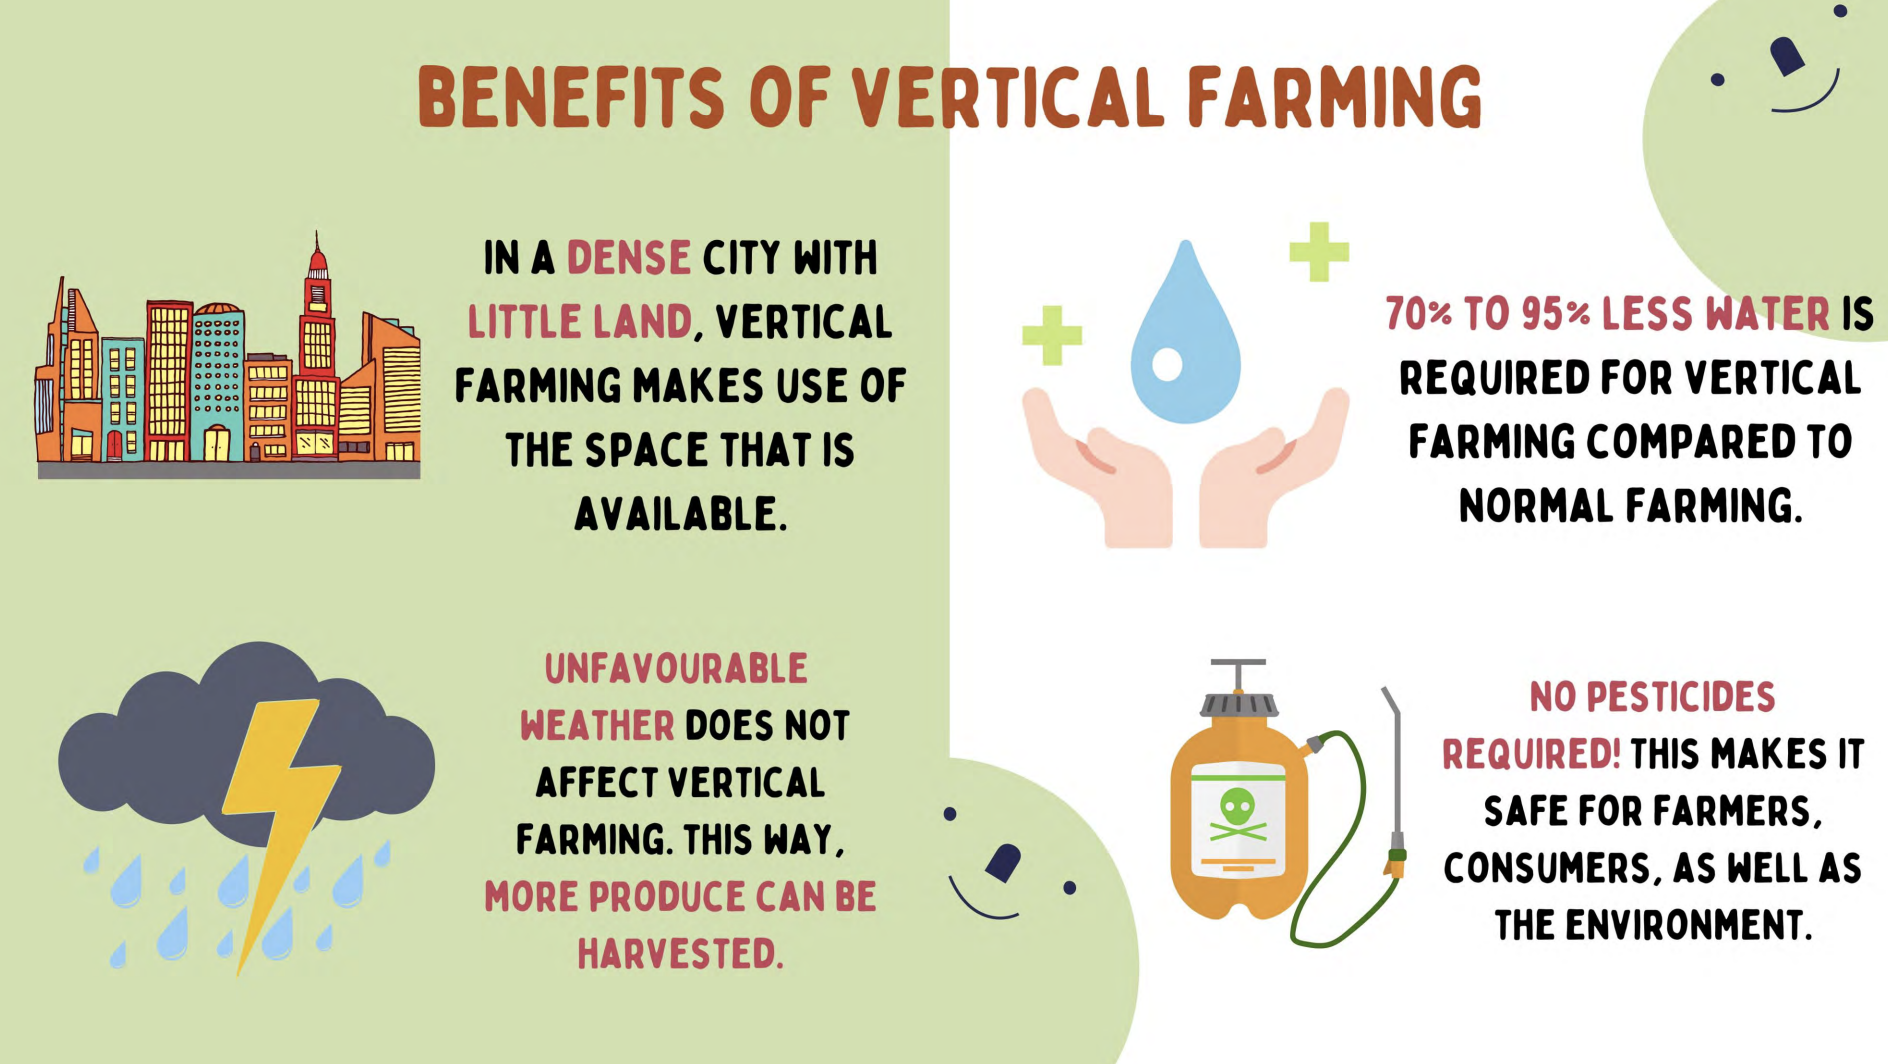 BENEFITS OF VERTICAL FARMING
IN A DENSE CITY WITH
LITTLE LAND, VERTICAL
FARMING MAKES USE OF
THE SPACE THAT IS
AVAILABLE.
70% TO 95% LESS WATER IS
REQUIRED FOR VERTICAL
FARMING COMPARED TO
NORMAL FARMING.
UNFAVOURABLE
WEATHER DOES NOT
AFFECT VERTICAL
FARMING. THIS WAY,
MORE PRODUCE CAN BE
HARVESTED.
NO PESTICIDES
REQUIRED! THIS MAKES IT
SAFE FOR FARMERS,
CONSUMERS, AS WELL AS
THE ENVIRONMENT.